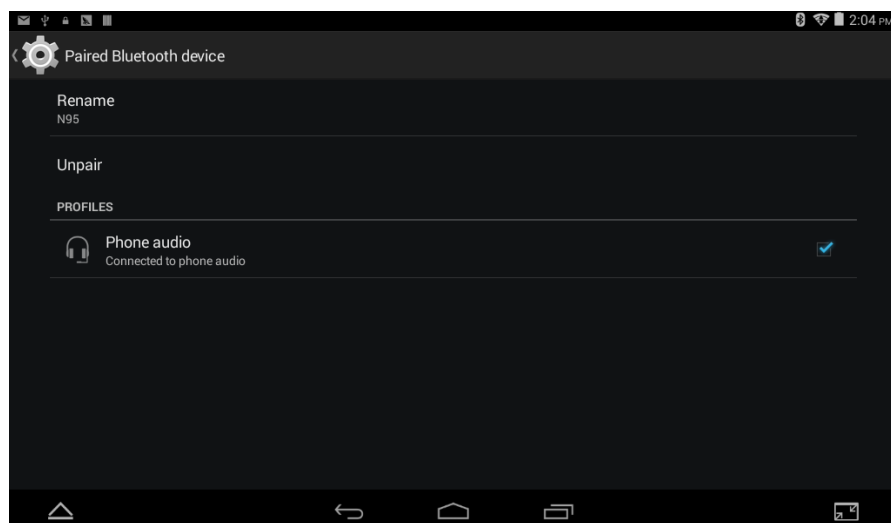 2:04 PM
Paired Bluetooth device
Rename
N95
Unpair
PROFILES
Phone audio
Connected to phone audio